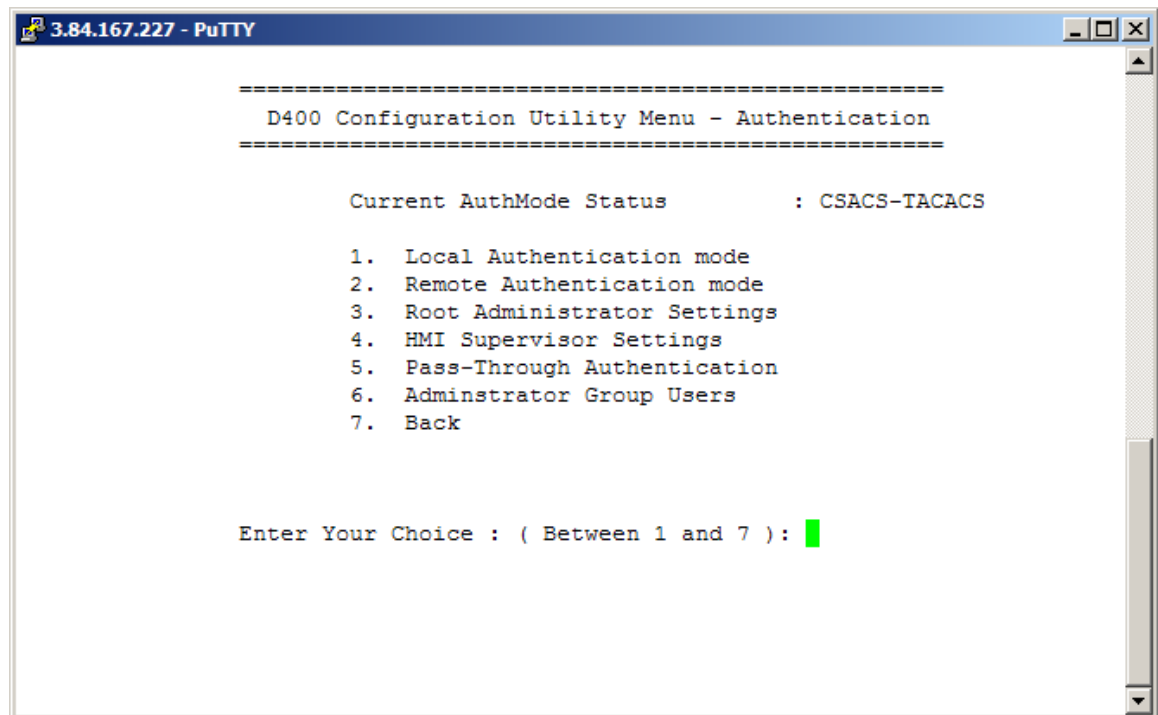 3.84.167.227 - PuTTY
===================================================
D400 Configuration Utility Menu - Authentication
===================================================
Current AuthMode Status : CSACS-TACACS
1. Local Authentication mode
2. Remote Authentication mode
3. Root Administrator Settings
4. HMI Supervisor Settings
5. Pass-Through Authentication
6. Adminstrator Group Users
7. Back
Enter Your Choice : ( Between 1 and 7 ):